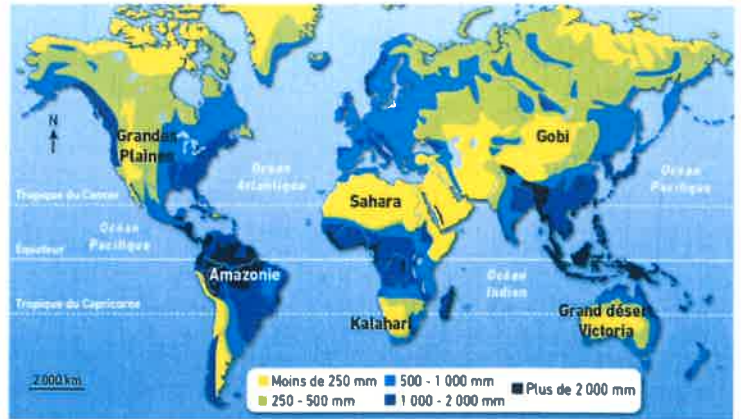 N
Grandes
Plaines
Océan
Atlantique
Gobi
Océan
Pacifique
Tropique du Cancer
Sahara
Océan
Pacifique
Équateur
Amazonie
Océan
Indien
Tropique du Capricorne
Kalahari
Grand déser
Victoria
2 000 km
Moins de 250 mm
500 - 1 000 mm
Plus de 2 000 mm
250 - 500 mm
1 000 - 2 000 mm